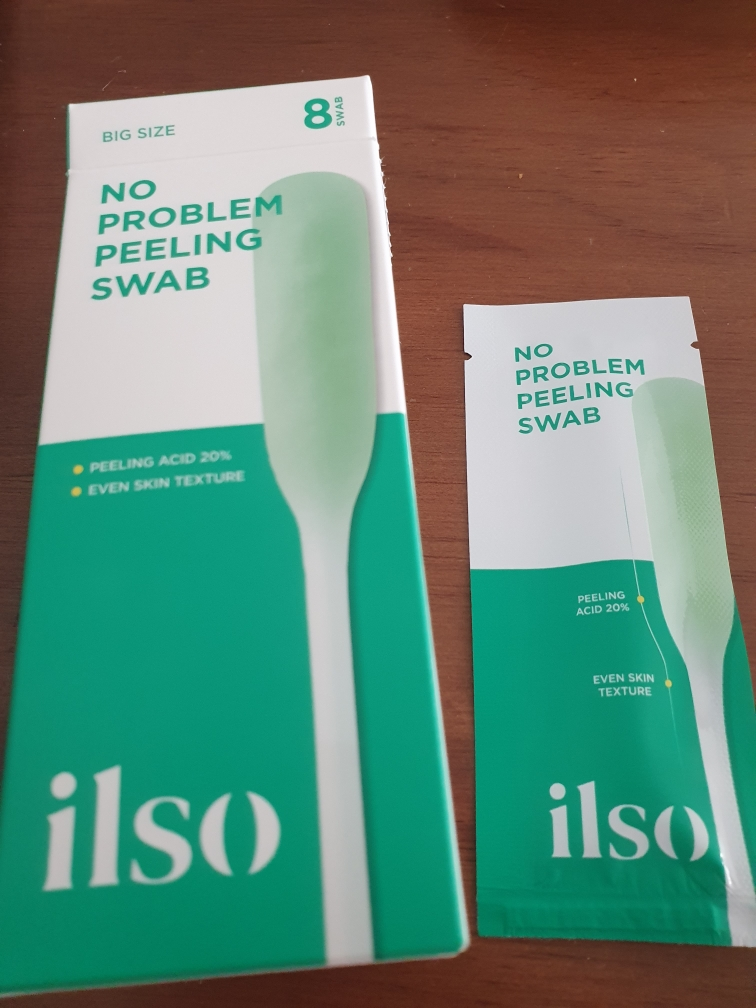 BIG SIZE
8 SWAB
NO
PROBLEM
PEELING
SWAB
PEELING ACID 20%
EVEN SKIN TEXTURE
ilso
NO
PROBLEM
PEELING
SWAB
PEELING
ACID 20%
EVEN SKIN
TEXTURE
ilso